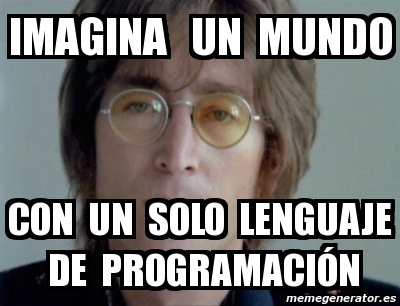 IMAGINA UN MUNDO
CON UN SOLO LENGUAJE
DE PROGRAMACIÓN
memegenerator.es